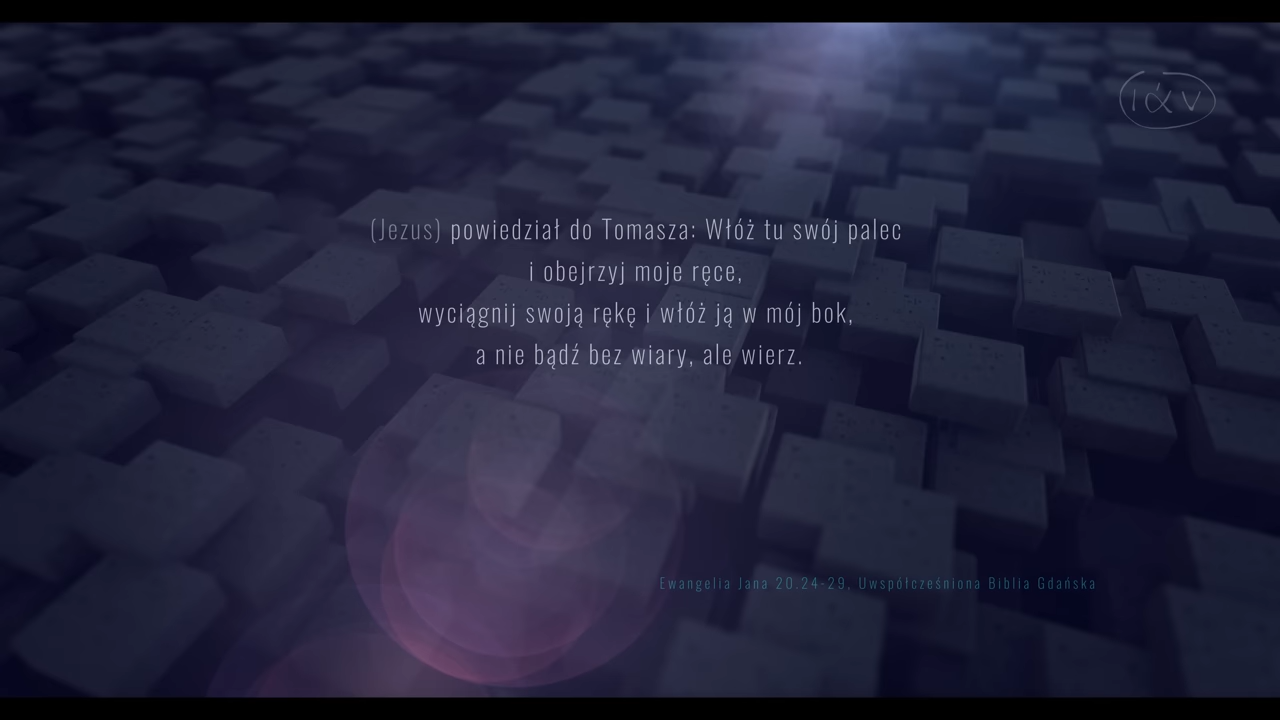 (Jezus) powiedział do Tomasza: Włóż tu swój palec
i obejrzyj moje ręce,
wyciągnij swoją rękę i włóż ją w mój bok,
a nie bądź bez wiary, ale wierz.
Ewangelia Jana 20.24-29, Uwspółcześniona Biblia Gdańska